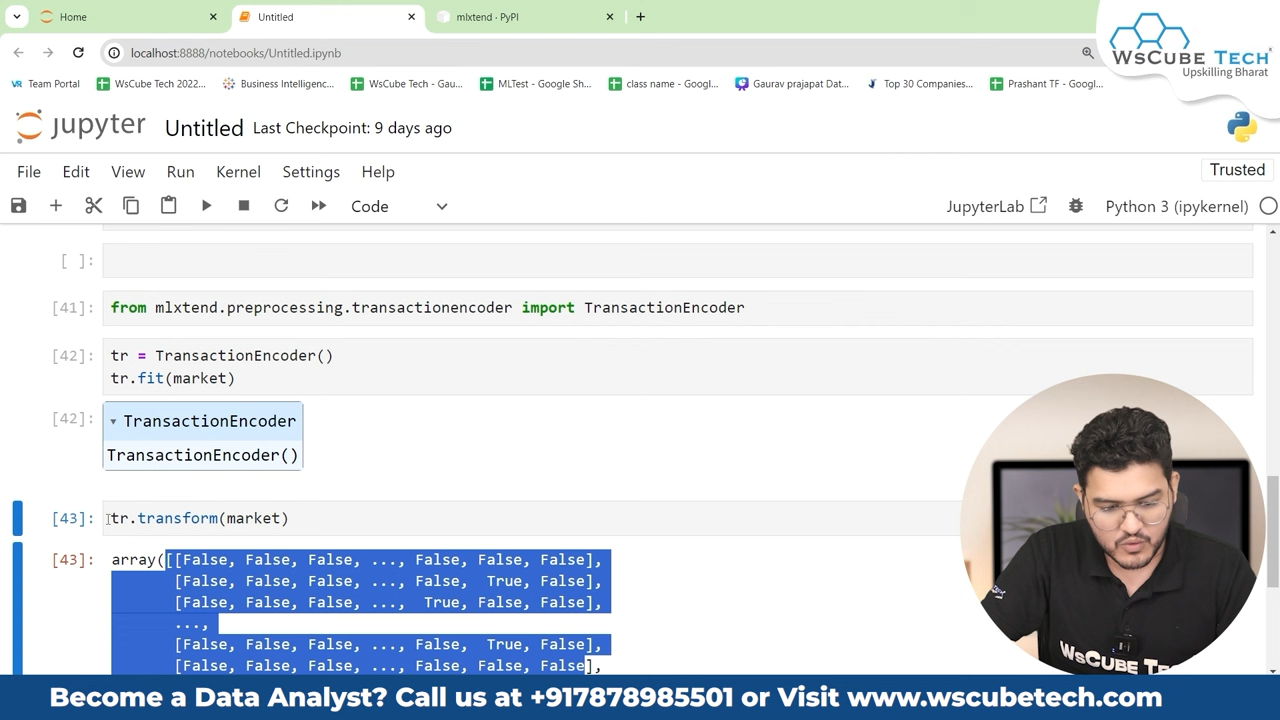 Home
Untitled
mlxtend · PyPI
localhost:8888/notebooks/Untitled.ipynb
WsCube Tech
Upskilling Bharat
Team Portal
WsCube Tech 2022...
Business Intelligenc...
WsCube Tech - Gau...
MLTest - Google Sh...
class name - Googl...
Gaurav prajapat Dat...
Top 30 Companies...
Prashant TF - Googl...
jupyter Untitled Last Checkpoint: 9 days ago
File Edit View Run Kernel Settings Help
Trusted
Code
JupyterLab
Python 3 (ipykernel)
[ ]:
[41]: from mlxtend.preprocessing.transactionencoder import TransactionEncoder
[42]: tr = TransactionEncoder()
tr.fit(market)
[42]: ▾ TransactionEncoder
TransactionEncoder()
[43]: tr.transform(market)
[43]: array([[False, False, False, ..., False, False, False],
[False, False, False, ..., False, True, False],
[False, False, False, ..., True, False, False],
...,
[False, False, False, ..., False, True, False],
[False, False, False, ..., False, False, False],
WsCube Te
Become a Data Analyst? Call us at +917878985501 or Visit www.wscubetech.com